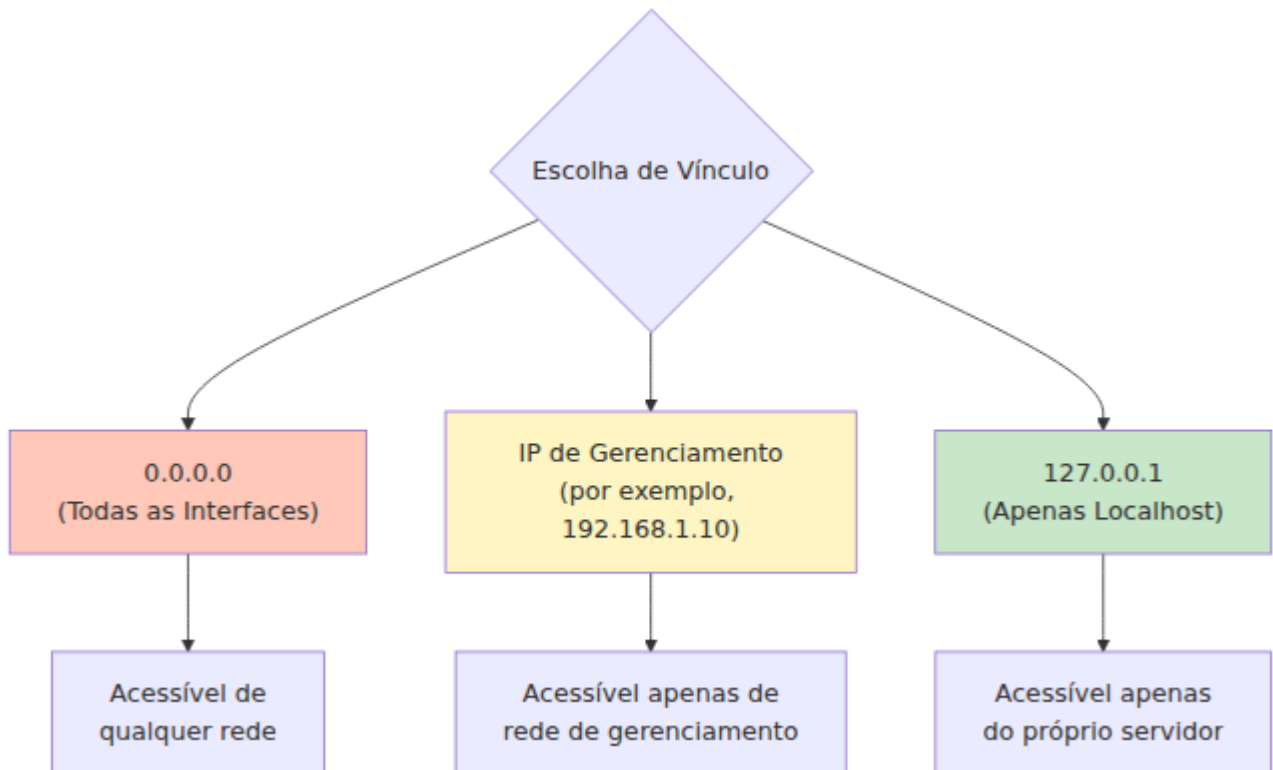 Escolha de Vínculo
0.0.0.0
(Todas as Interfaces)
IP de Gerenciamento
(por exemplo,
192.168.1.10)
127.0.0.1
(Apenas Localhost)
Acessível de
qualquer rede
Acessível apenas de
rede de gerenciamento
Acessível apenas
do próprio servidor